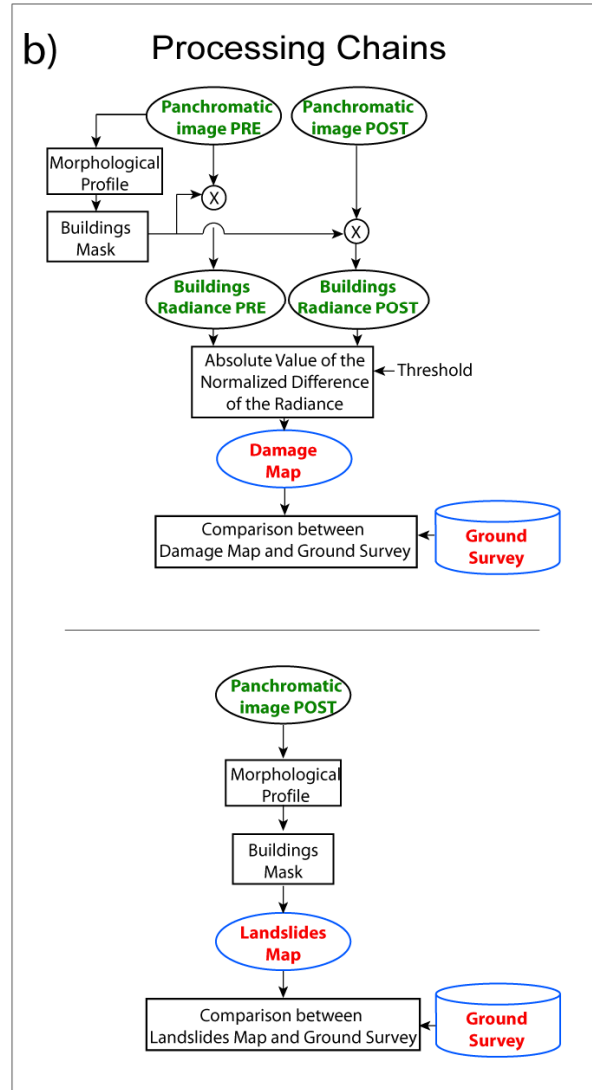 b)
Processing Chains
Panchromatic
image PRE
Panchromatic
image POST
Morphological
Profile
X
Buildings
Mask
X
Buildings
Radiance PRE
Buildings
Radiance POST
Absolute Value of the
Normalized Difference
of the Radiance
Threshold
Damage
Map
Comparison between
Damage Map and Ground Survey
Ground
Survey
Panchromatic
image POST
Morphological
Profile
Buildings
Mask
Landslides
Map
Comparison between
Landslides Map and Ground Survey
Ground
Survey